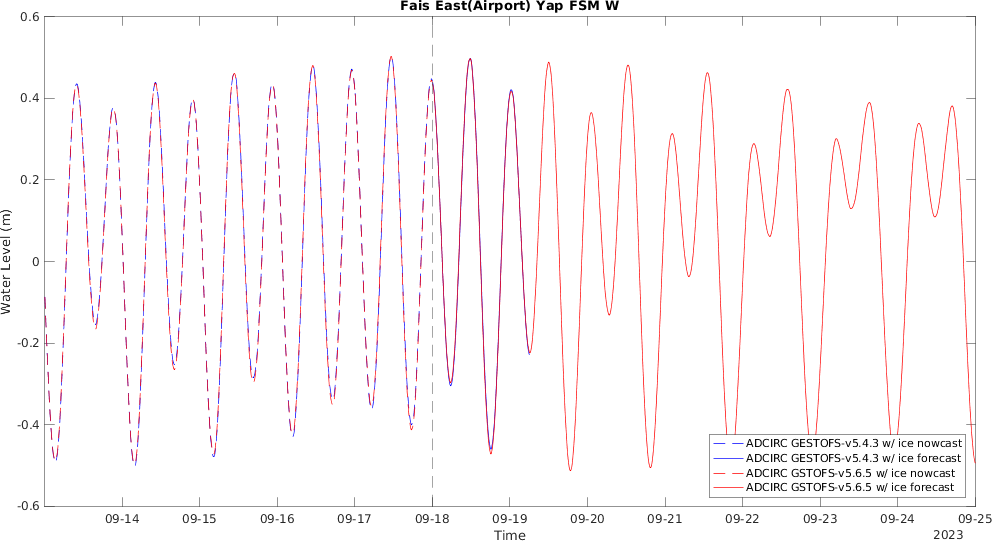 Fais East(Airport) Yap FSM W
0.6
0.4
0.2
0
-0.2
-0.4
-0.6
Water Level (m)
ADCIRC GESTOFS-v5.4.3 w/ ice nowcast
ADCIRC GESTOFS-v5.4.3 w/ ice forecast
ADCIRC GSTOFS-v5.6.5 w/ ice nowcast
ADCIRC GSTOFS-v5.6.5 w/ ice forecast
09-14 09-15 09-16 09-17 09-18 09-19 09-20 09-21 09-22 09-23 09-24 09-25
Time
2023